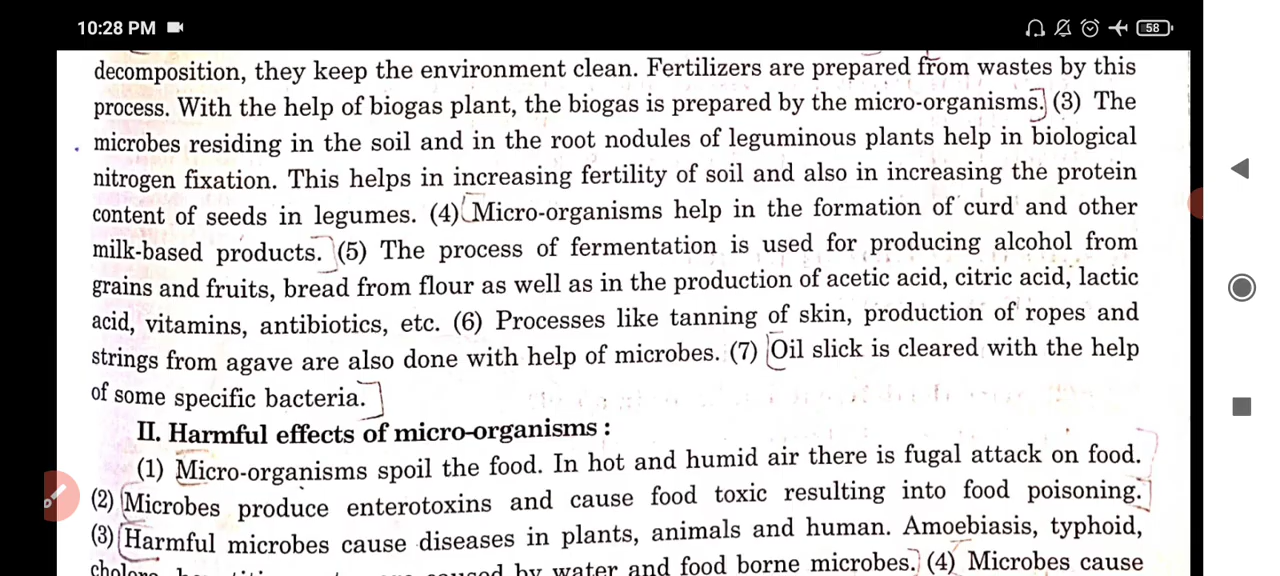 10:28 PM
58
decomposition, they keep the environment clean. Fertilizers are prepared from wastes by this
process. With the help of biogas plant, the biogas is prepared by the micro-organisms. (3) The
microbes residing in the soil and in the root nodules of leguminous plants help in biological
nitrogen fixation. This helps in increasing fertility of soil and also in increasing the protein
content of seeds in legumes. (4) Micro-organisms help in the formation of curd and other
milk-based products. (5) The process of fermentation is used for producing alcohol from
grains and fruits, bread from flour as well as in the production of acetic acid, citric acid, lactic
acid, vitamins, antibiotics, etc. (6) Processes like tanning of skin, production of ropes and
strings from agave are also done with help of microbes. (7) Oil slick is cleared with the help
of some specific bacteria.
II. Harmful effects of micro-organisms :
(1) Micro-organisms spoil the food. In hot and humid air there is fugal attack on food.
(2) Microbes produce enterotoxins and cause food toxic resulting into food poisoning.
(3) Harmful microbes cause diseases in plants, animals and human. Amoebiasis, typhoid,
by water and food borne microbes. (4) Microbes cause